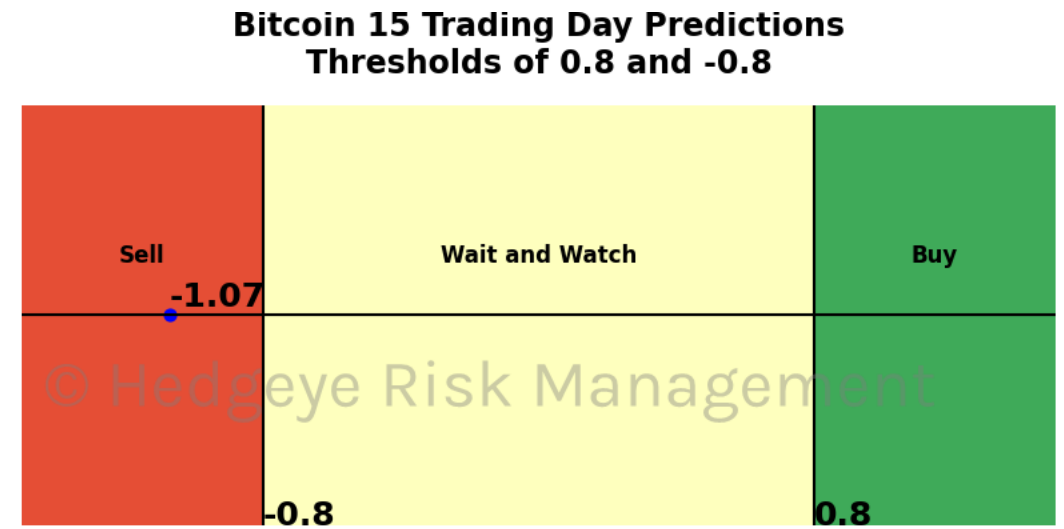 Bitcoin 15 Trading Day Predictions
Thresholds of 0.8 and -0.8
Sell
Wait and Watch
Buy
-1.07
© Hedgeye Risk Management
-0.8
0.8